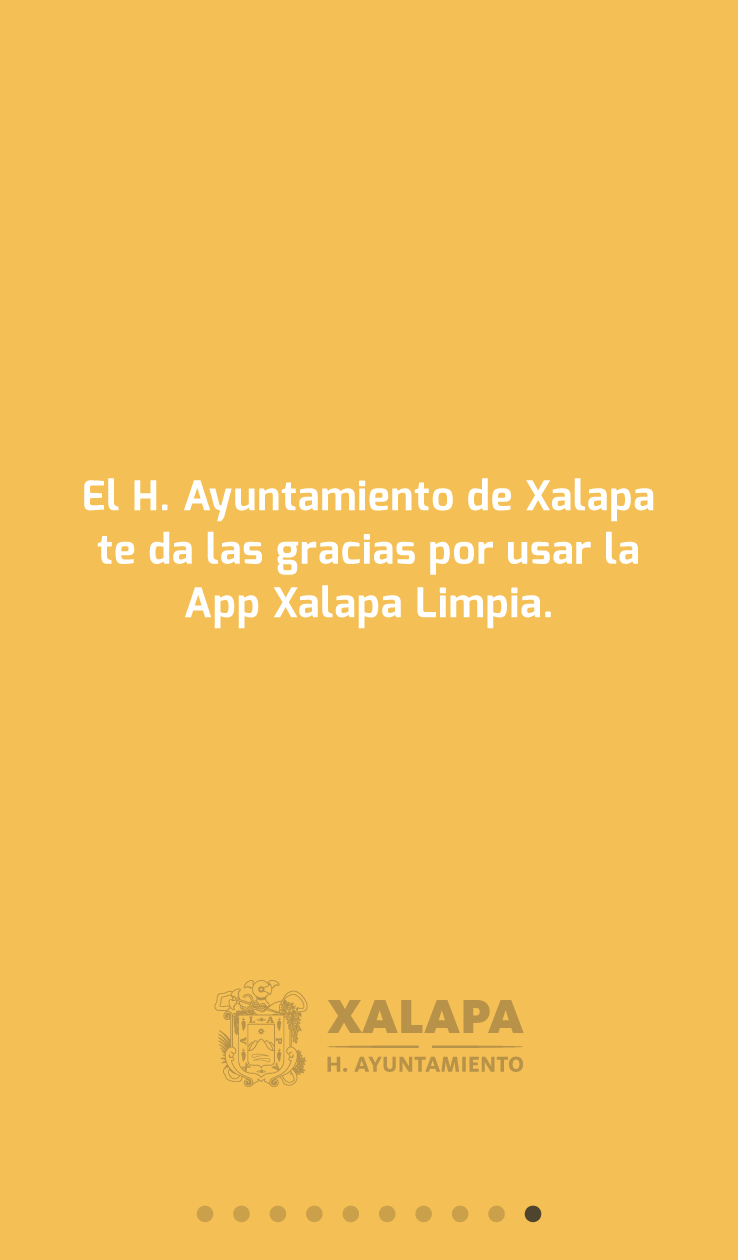 El H. Ayuntamiento de Xalapa
te da las gracias por usar la
App Xalapa Limpia.
XALAPA
H. AYUNTAMIENTO